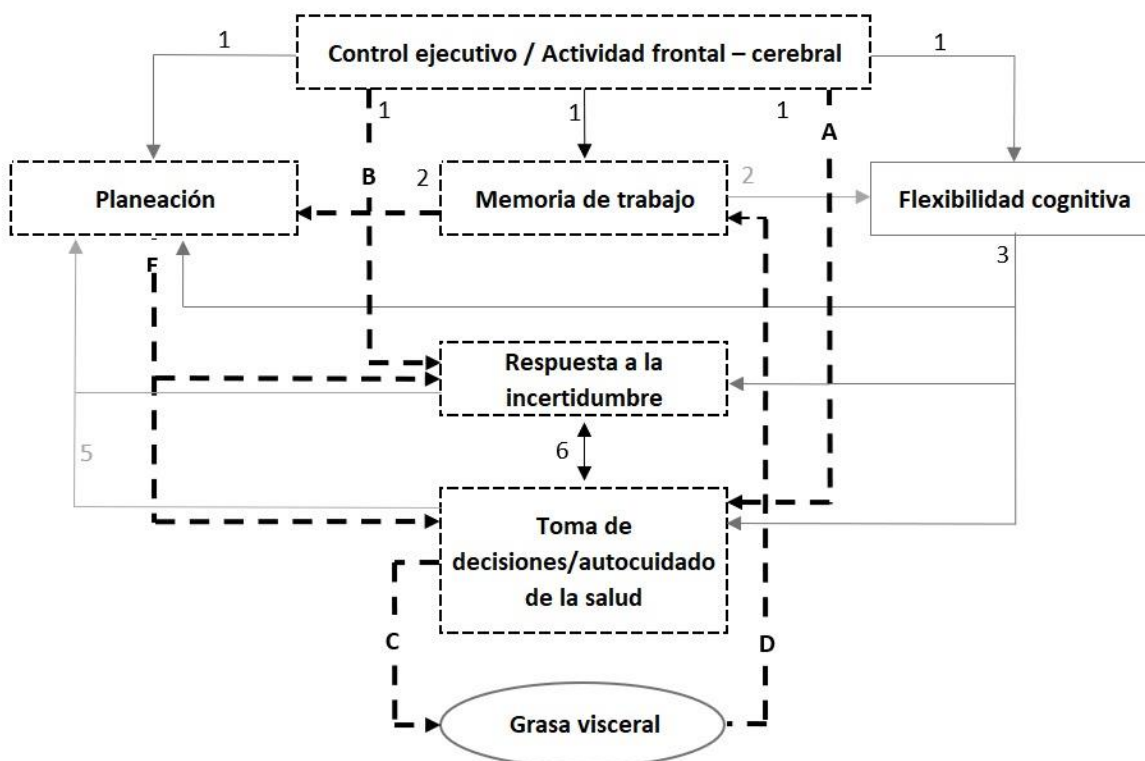 Control ejecutivo / Actividad frontal – cerebral
1
1
1
1
1
A
B
Planeación
2
Memoria de trabajo
2
Flexibilidad cognitiva
3
F
Respuesta a la
incertidumbre
5
6
Toma de
decisiones/autocuidado
de la salud
C
D
Grasa visceral